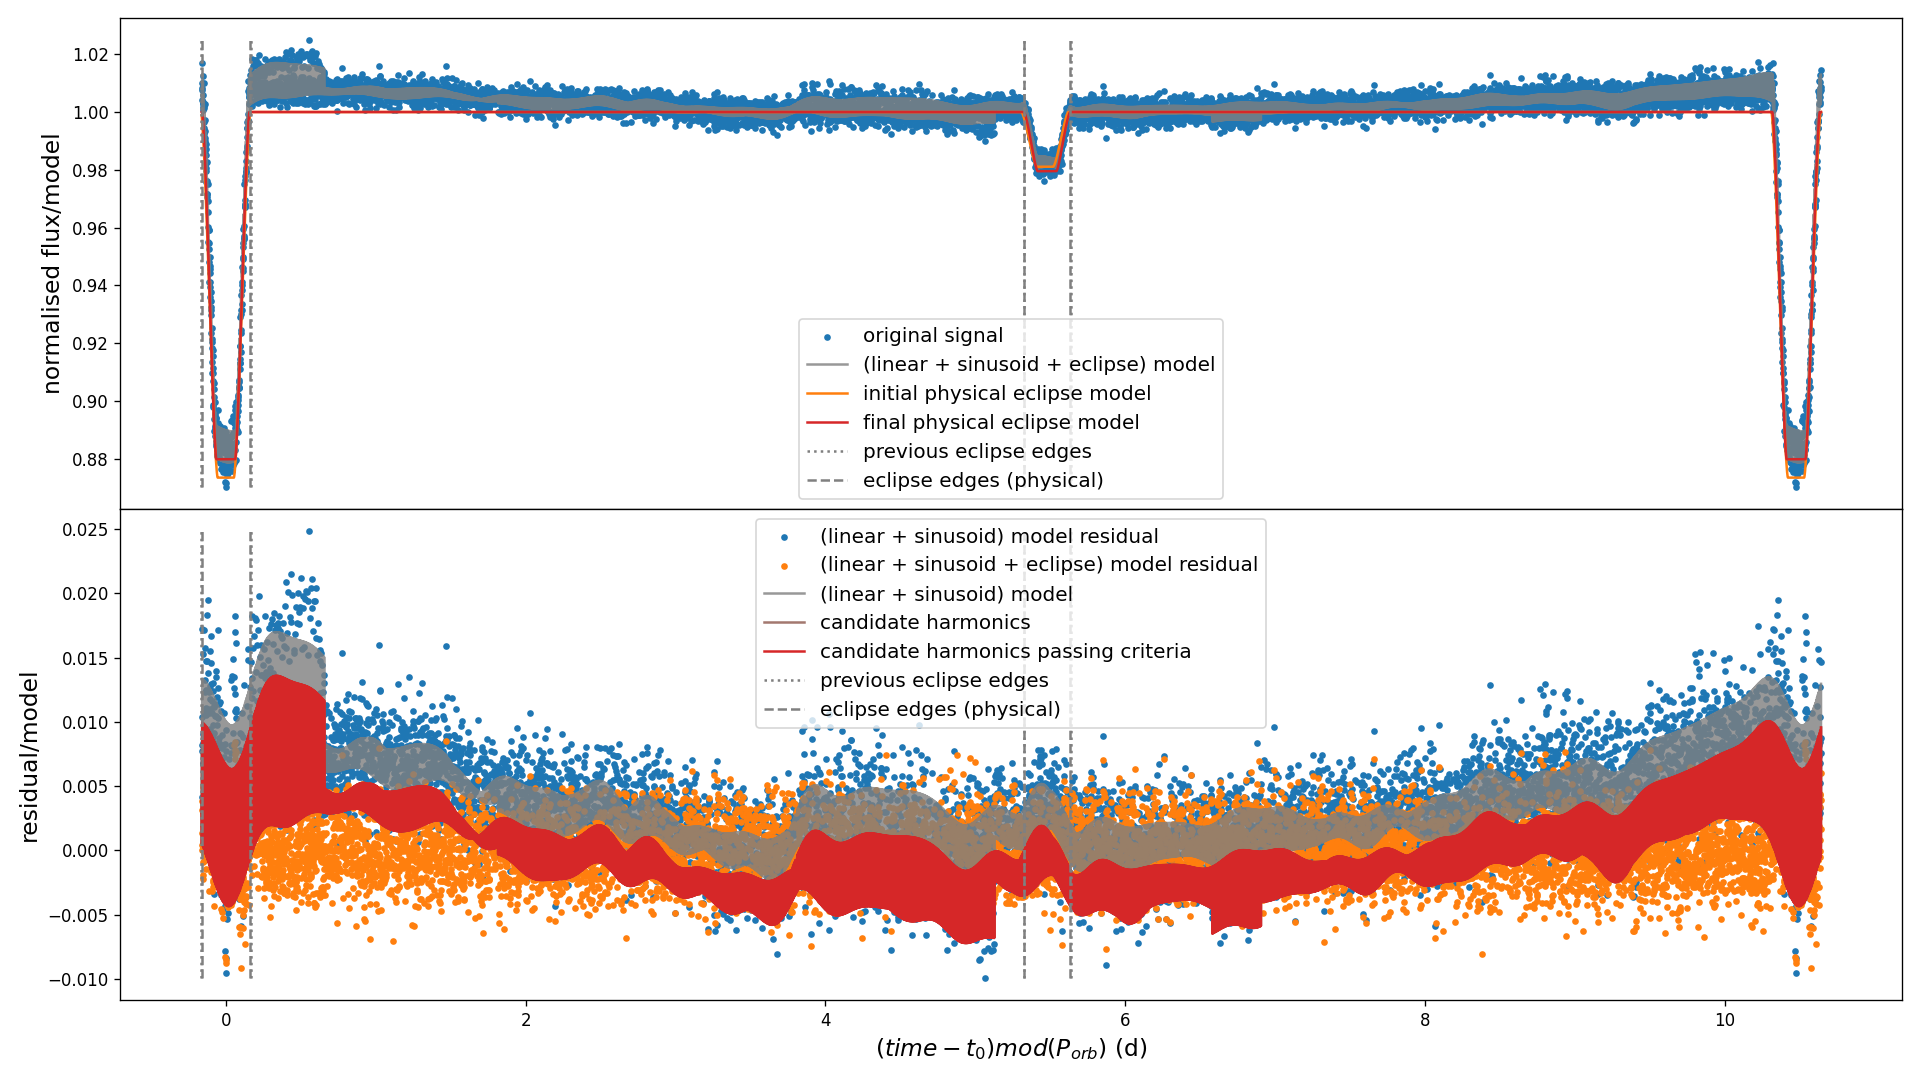 normalised flux/model
1.02
1.00
0.98
0.96
0.94
0.92
0.90
0.88
original signal
(linear + sinusoid + eclipse) model
initial physical eclipse model
final physical eclipse model
previous eclipse edges
eclipse edges (physical)
residual/model
0.025
0.020
0.015
0.010
0.005
0.000
−0.005
−0.010
(linear + sinusoid) model residual
(linear + sinusoid + eclipse) model residual
(linear + sinusoid) model
candidate harmonics
candidate harmonics passing criteria
previous eclipse edges
eclipse edges (physical)
0 2 4 6 8 10
(time − t₀)mod(Pₒᵣb) (d)